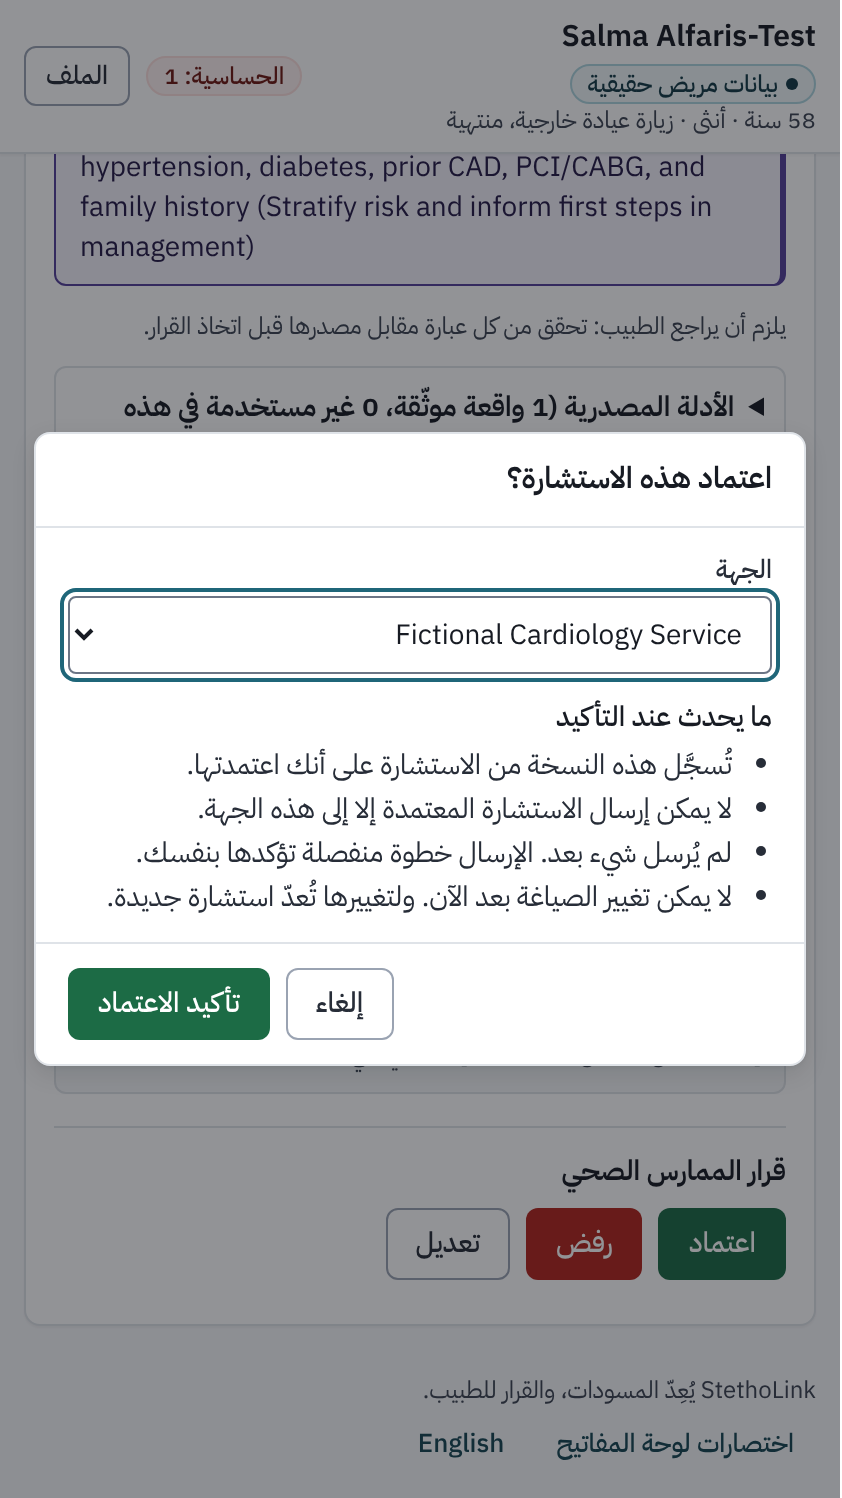 Salma Alfaris-Test
بيانات مريض حقيقية
58 سنة · أنثى · زيارة عيادة خارجية، منتهية
الحساسية: 1
الملف
hypertension, diabetes, prior CAD, PCI/CABG, and
family history (Stratify risk and inform first steps in
management)
يلزم أن يراجع الطبيب: تحقق من كل عبارة مقابل مصدرها قبل اتخاذ القرار.
الأدلة المصدرية (1 واقعة موثّقة، 0 غير مستخدمة في هذه
اعتماد هذه الاستشارة؟
الجهة
Fictional Cardiology Service
ما يحدث عند التأكيد
تُسجَّل هذه النسخة من الاستشارة على أنك اعتمدتها.
لا يمكن إرسال الاستشارة المعتمدة إلا إلى هذه الجهة.
لم يُرسل شيء بعد. الإرسال خطوة منفصلة تؤكدها بنفسك.
لا يمكن تغيير الصياغة بعد الآن. ولتغييرها تُعدّ استشارة جديدة.
إلغاء
تأكيد الاعتماد
قرار الممارس الصحي
اعتماد
رفض
تعديل
StethoLink يُعِدّ المسودات، والقرار للطبيب.
اختصارات لوحة المفاتيح
English